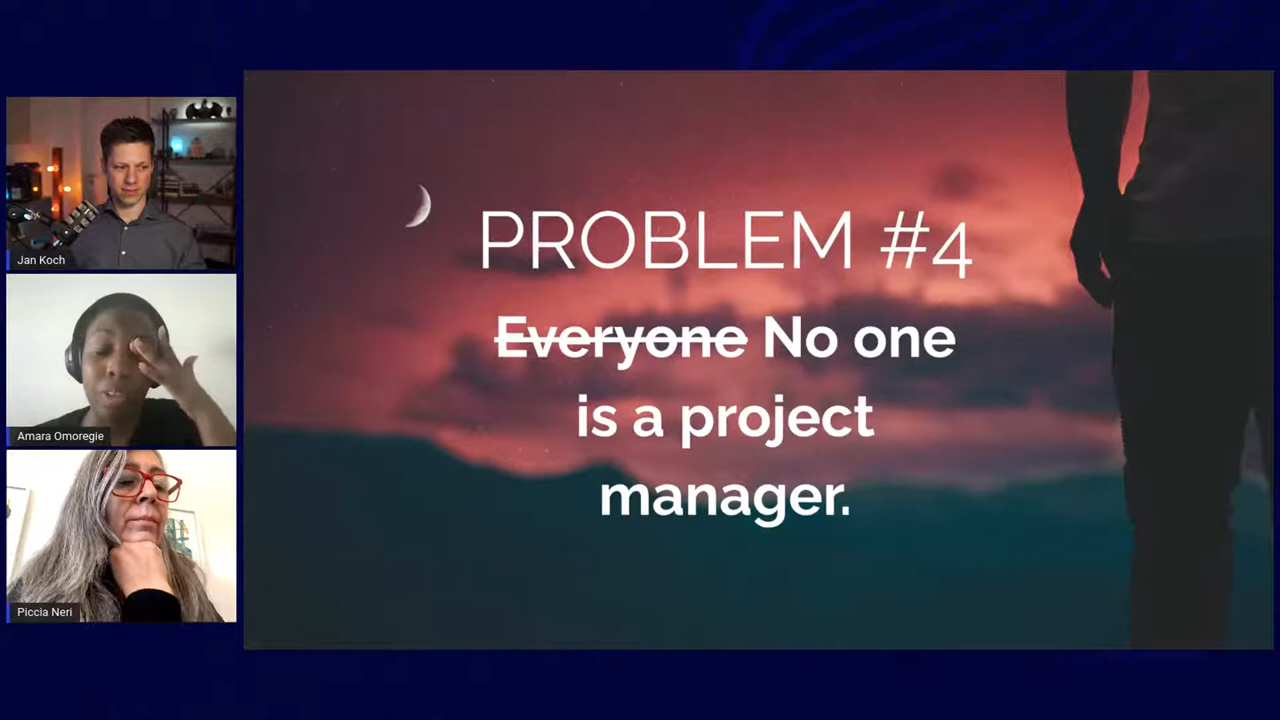 Jan Koch
Amara Omoregie
Piccia Neri
PROBLEM #4
Everyone No one
is a project
manager.